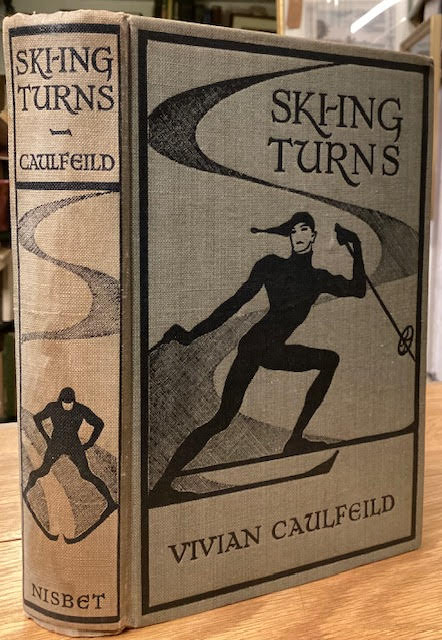 SKI-ING
TURNS
CAULFEILD
NISBET
SKI-ING
TURNS
VIVIAN CAULFEILD